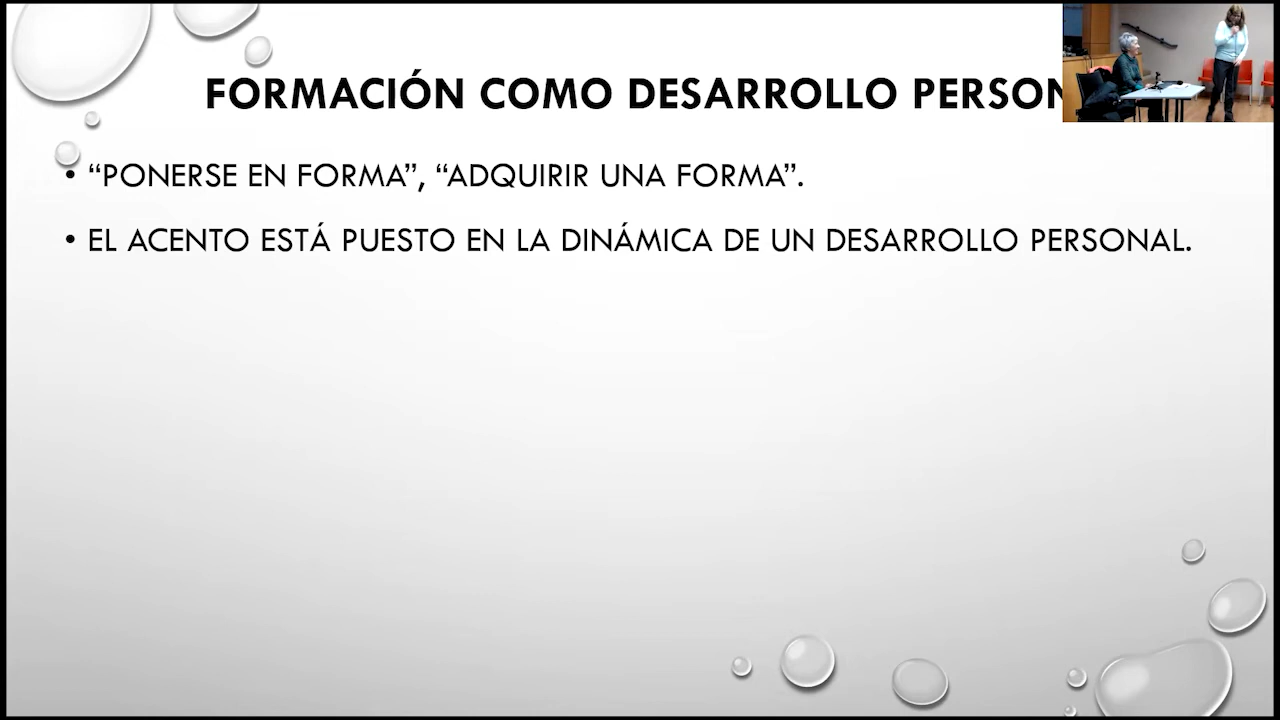 FORMACIÓN COMO DESARROLLO PERSON
• “PONERSE EN FORMA”, “ADQUIRIR UNA FORMA”.
• EL ACENTO ESTÁ PUESTO EN LA DINÁMICA DE UN DESARROLLO PERSONAL.